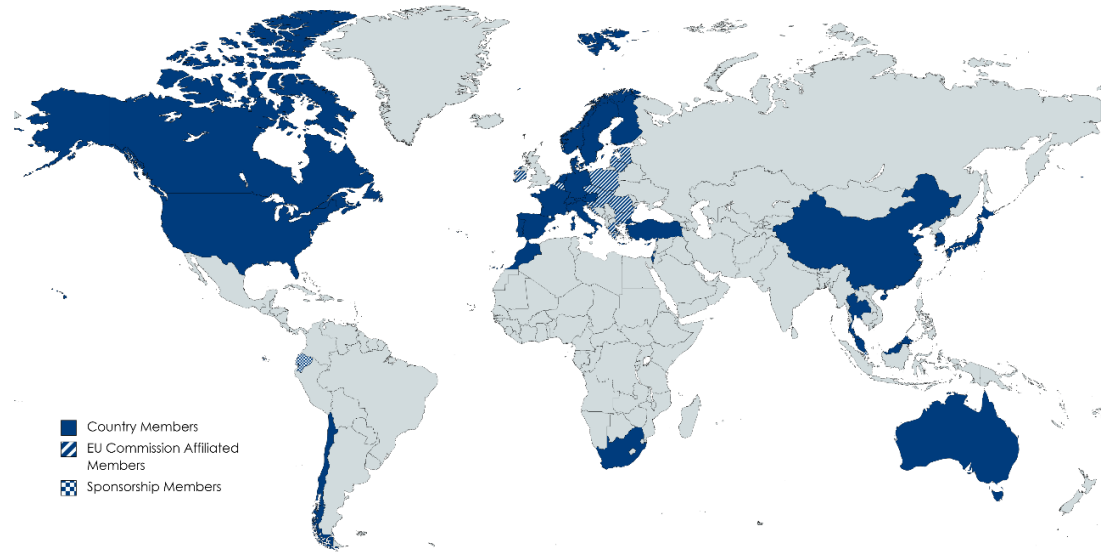 Country Members
EU Commission Affiliated
Members
Sponsorship Members